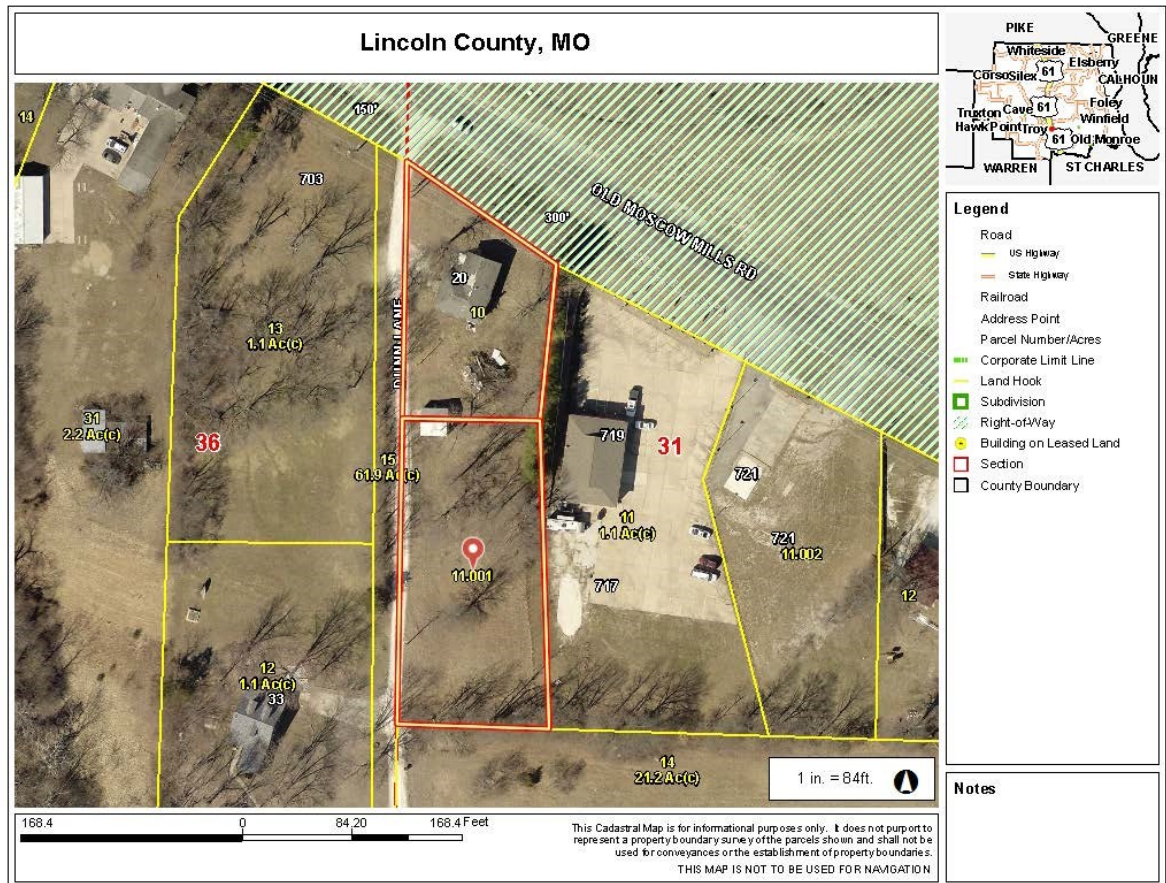 Lincoln County, MO
PIKE
GREENE
Whiteside
Elsberry
Corso Silex
61
CALHOUN
Truxton
Cave
61
Foley
Winfield
HawkPoint Troy
61
Old Monroe
WARREN
ST CHARLES
14
150'
703
300'
OLD MOSCOW MILLS RD
20
10
DUNN LANE
13
1.1 Ac(c)
31
2.2 Ac(c)
36
15
61.9 Ac(c)
719
31
721
11
1.1 Ac(c)
721
11.002
11.001
717
12
12
1.1 Ac(c)
33
14
21.2 Ac(c)
1 in. = 84ft.
Legend
Road
US Highway
State Highway
Railroad
Address Point
Parcel Number/Acres
Corporate Limit Line
Land Hook
Subdivision
Right-of-Way
Building on Leased Land
Section
County Boundary
Notes
168.4 0 84.20 168.4 Feet
This Cadastral Map is for informational purposes only. It does not purport to
represent a property boundary survey of the parcels shown and shall not be
used for conveyances or the establishment of property boundaries.
THIS MAP IS NOT TO BE USED FOR NAVIGATION